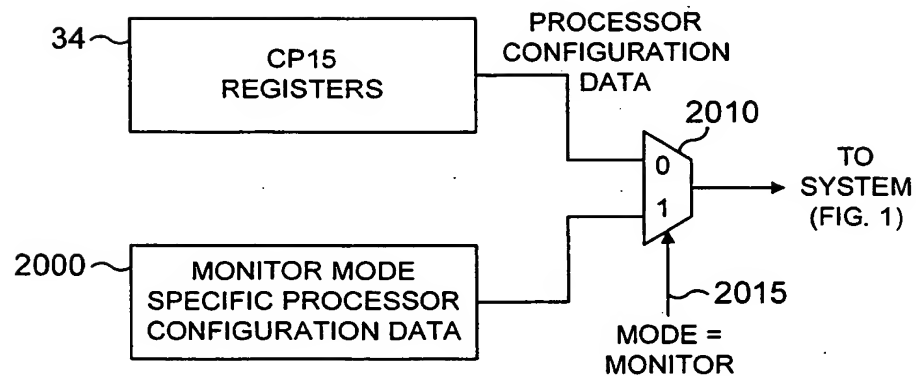 34
CP15
REGISTERS
PROCESSOR
CONFIGURATION
DATA
2010
0
1
TO
SYSTEM
(FIG. 1)
2000
MONITOR MODE
SPECIFIC PROCESSOR
CONFIGURATION DATA
2015
MODE =
MONITOR